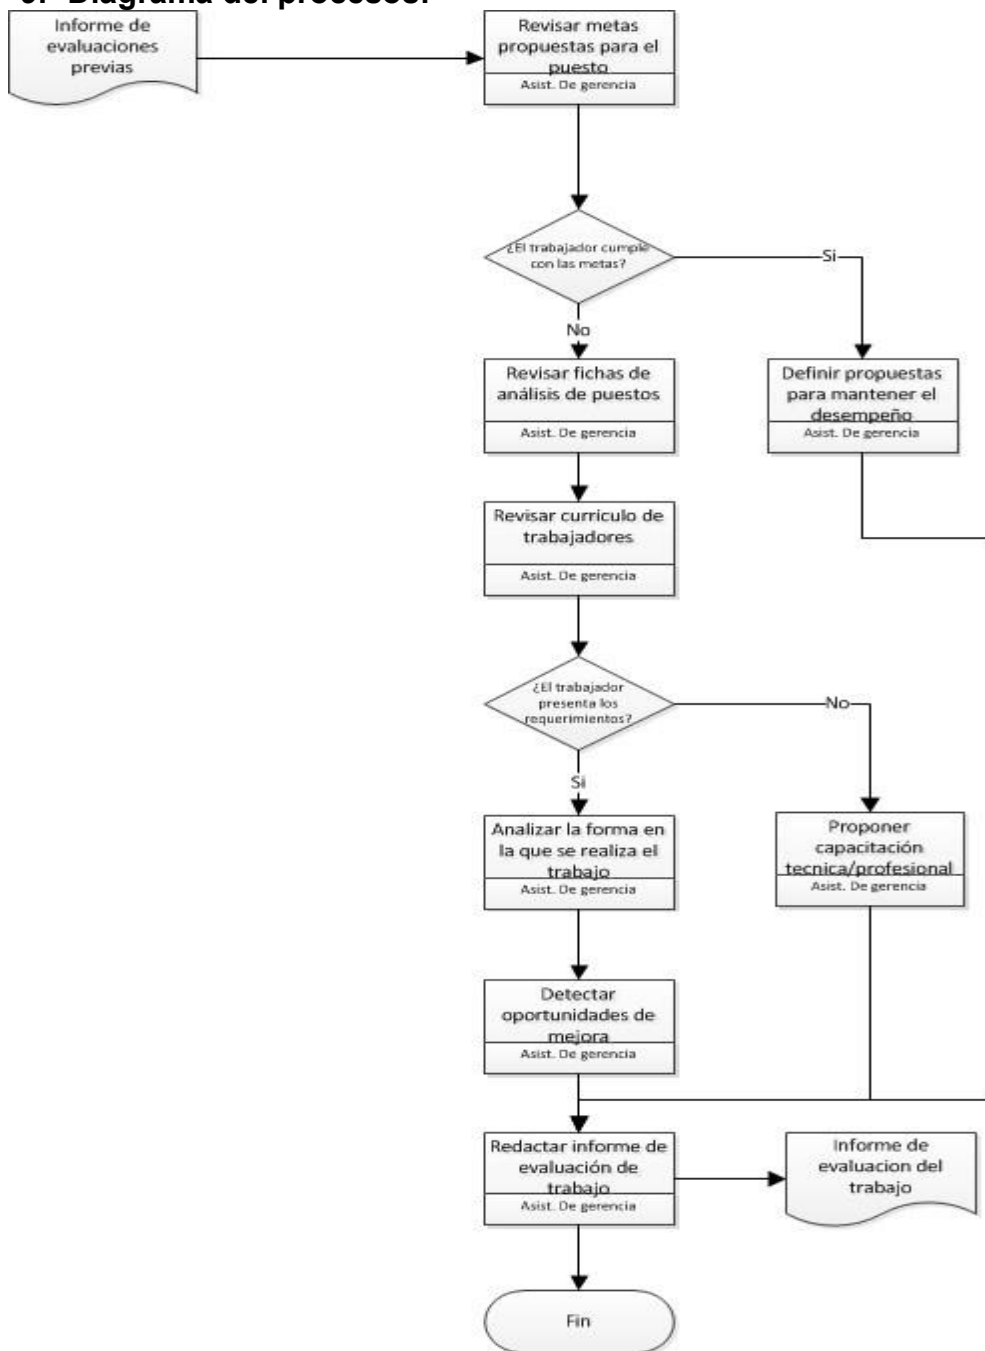 Diagrama del procesos:
Informe de
evaluaciones
previas
Revisar metas
propuestas para el
puesto
Asist. De gerencia
¿El trabajador cumple
con las metas?
Si
No
Revisar fichas de
análisis de puestos
Asist. De gerencia
Definir propuestas
para mantener el
desempeño
Asist. De gerencia
Revisar curriculo de
trabajadores
Asist. De gerencia
¿El trabajador
presenta los
requerimientos?
No
Si
Analizar la forma en
la que se realiza el
trabajo
Asist. De gerencia
Proponer
capacitación
tecnica/profesional
Asist. De gerencia
Detectar
oportunidades de
mejora
Asist. De gerencia
Redactar informe de
evaluación de
trabajo
Asist. De gerencia
Informe de
evaluacion del
trabajo
Fin